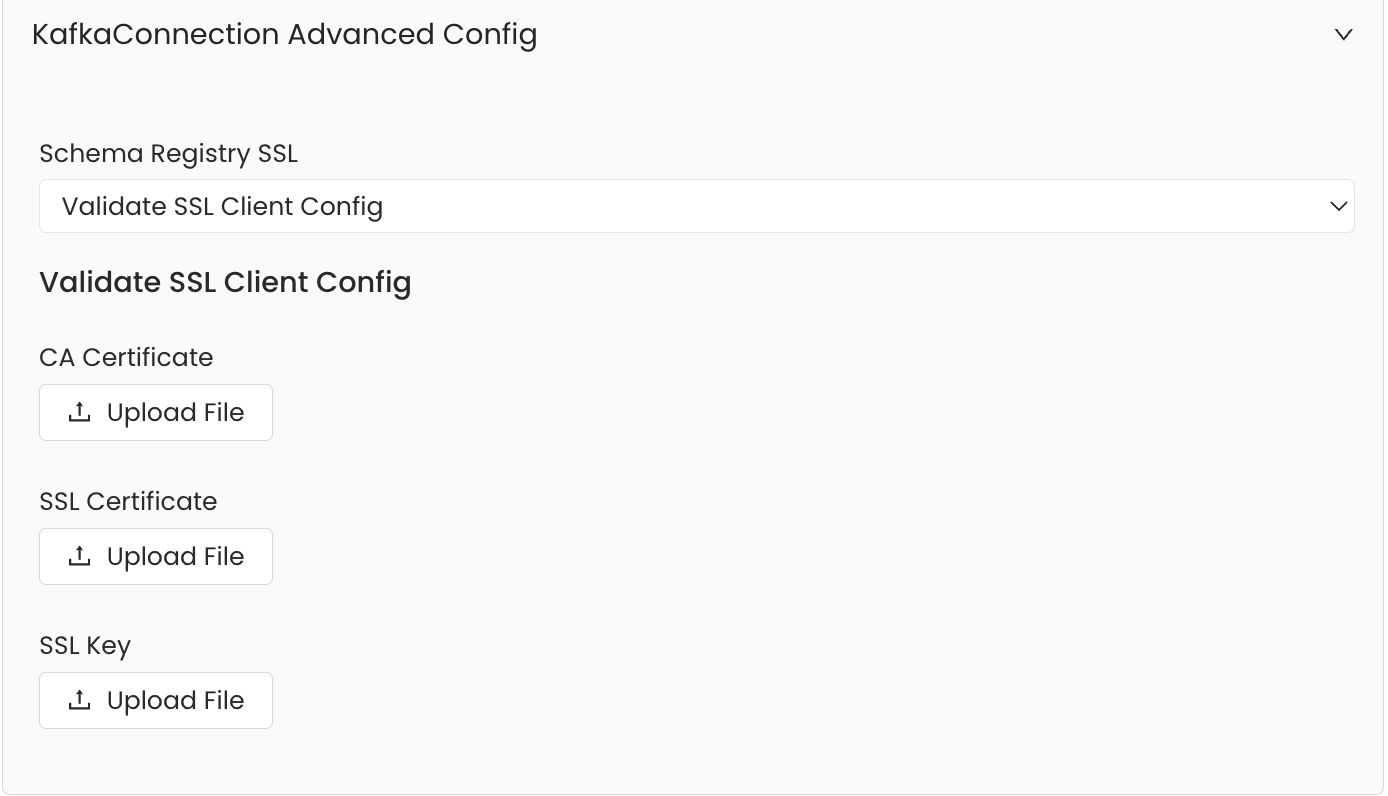 KafkaConnection Advanced Config
Schema Registry SSL
Validate SSL Client Config
Validate SSL Client Config
CA Certificate
Upload File
SSL Certificate
Upload File
SSL Key
Upload File